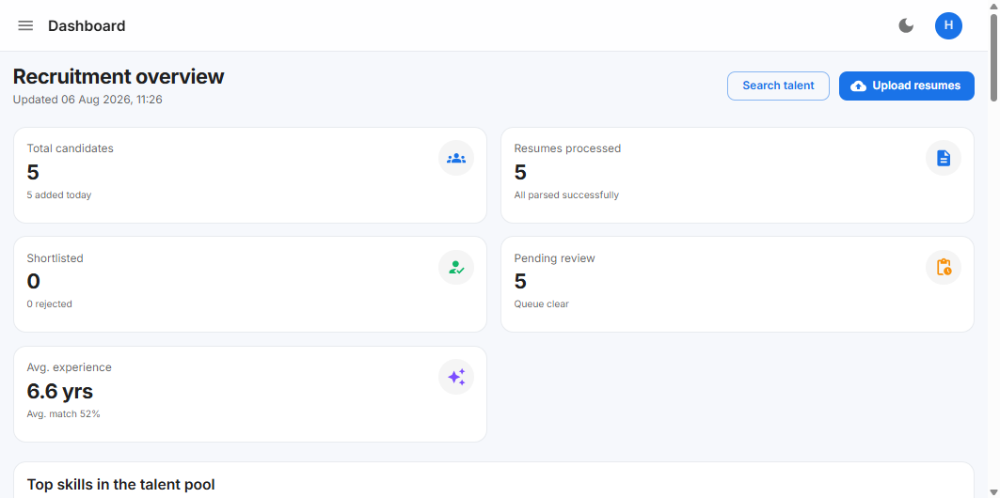 Dashboard
H
Recruitment overview
Updated 06 Aug 2026, 11:26
Search talent
Upload resumes
Total candidates
5
5 added today
Resumes processed
5
All parsed successfully
Shortlisted
0
0 rejected
Pending review
5
Queue clear
Avg. experience
6.6 yrs
Avg. match 52%
Top skills in the talent pool